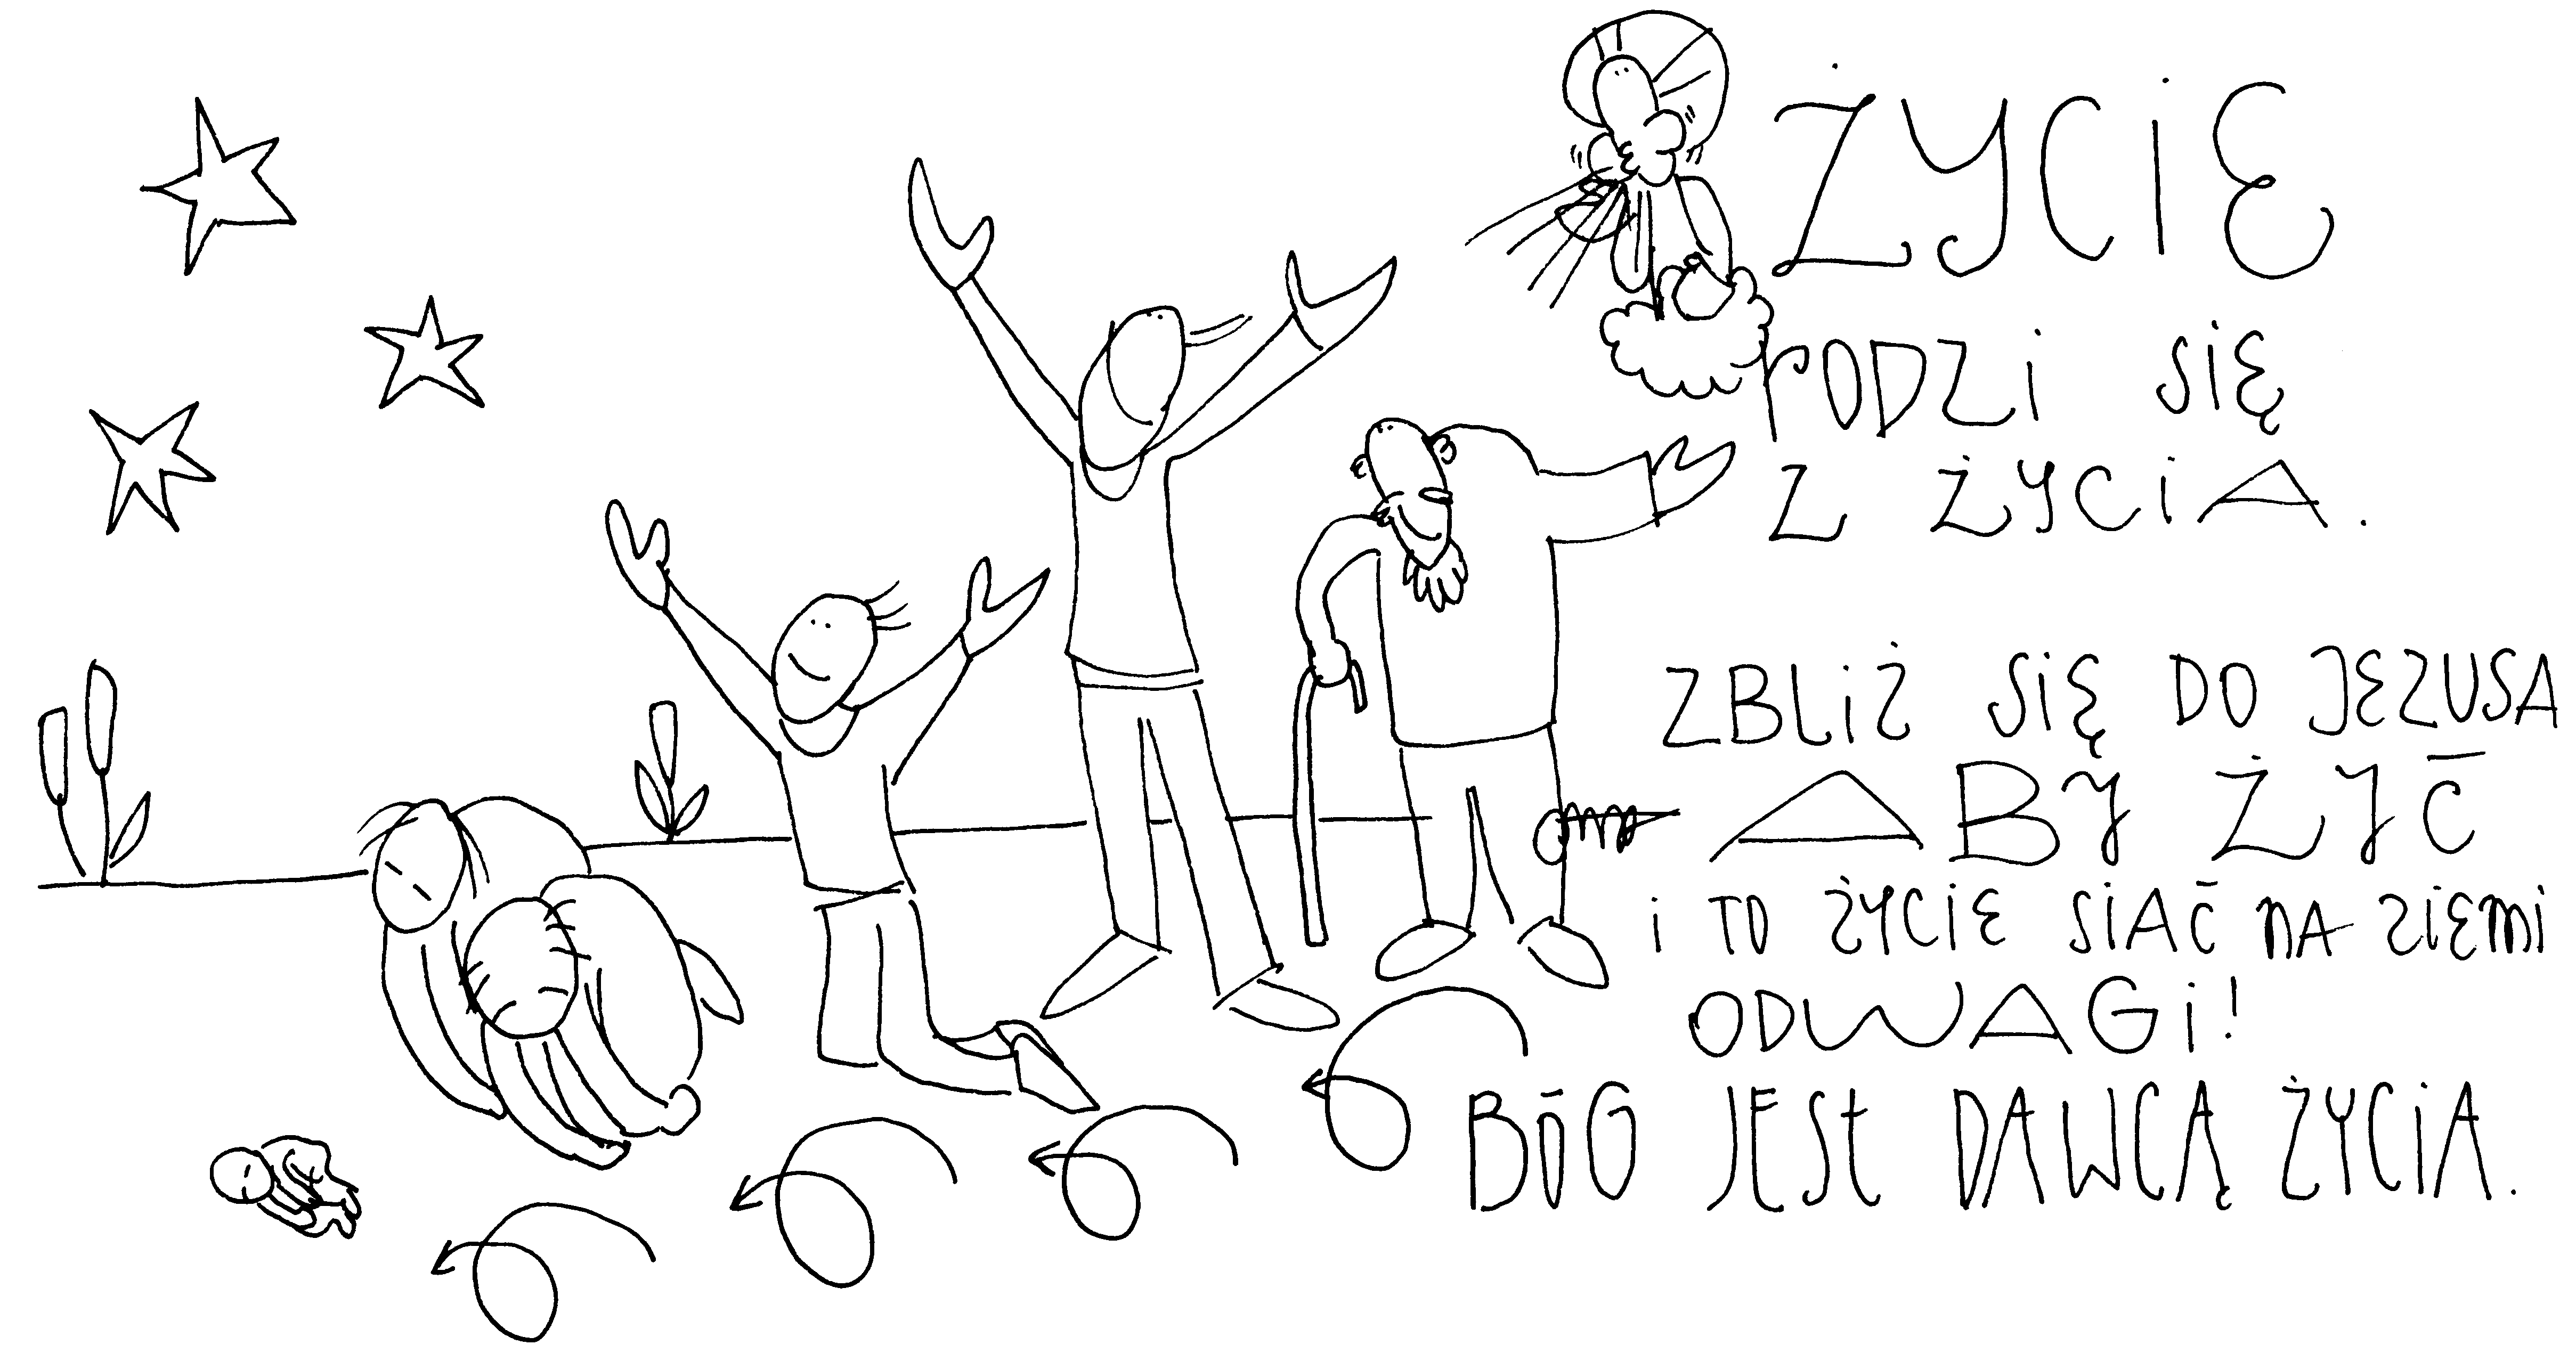 ŻYCIE
RODZI SIĘ
Z ŻYCIA.
ZBLIŻ SIĘ DO JEZUSA
ABY ŻYĆ
i TO ŻYCIE SIAĆ NA ZIEMI
ODWAGI!
BÓG JEST DAWCĄ ŻYCIA.